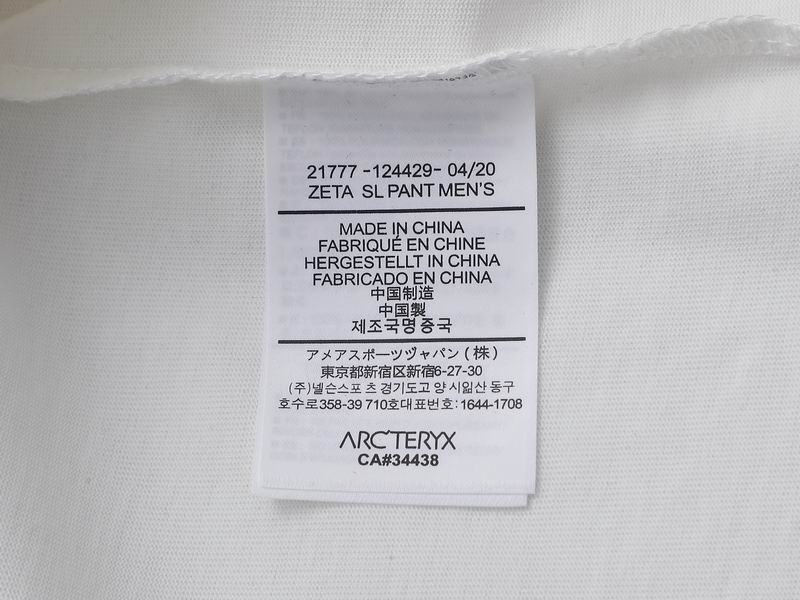 21777 -124429- 04/20
ZETA SL PANT MEN'S
MADE IN CHINA
FABRIQUÉ EN CHINE
HERGESTELLT IN CHINA
FABRICADO EN CHINA
中国制造
中国製
제조국명중국
アメアスポーツヅャパン(株)
東京都新宿区新宿6-27-30
(주)넬슨스포 츠 경기도고 양 시잂산 동구
호수로358-39 710호대표번호:1644-1708
ARC'TERYX
CA#34438